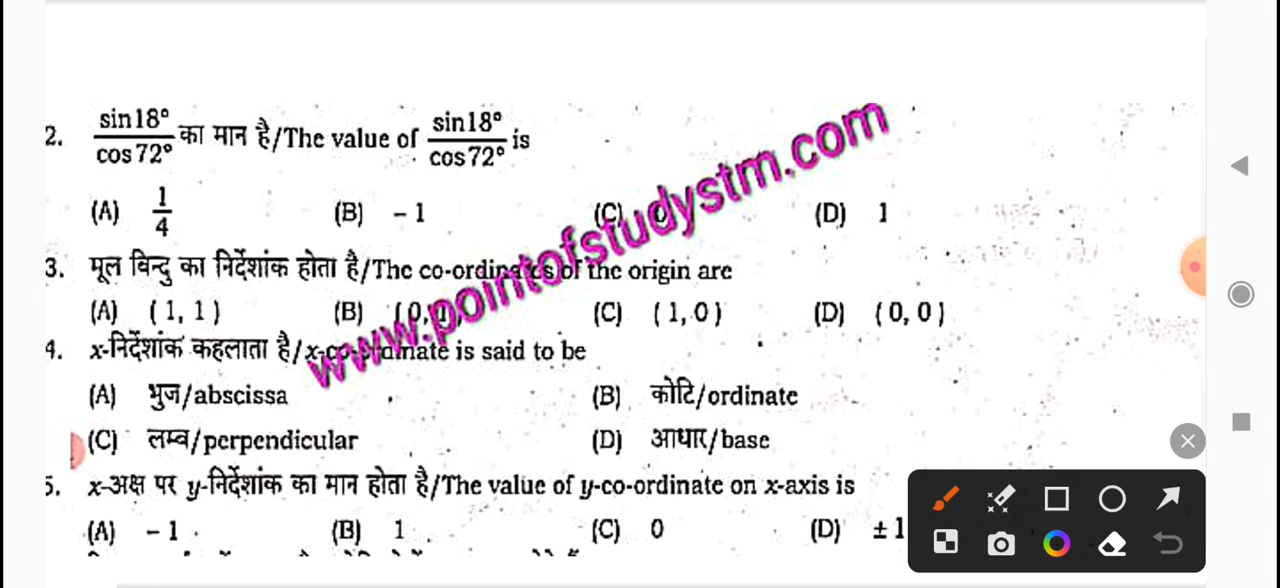 2. sin18°/cos72° का मान है/The value of sin18°/cos72° is
(A) 1/4 (B) - 1 (C) (D) 1
3. मूल विन्दु का निर्देशांक होता है/The co-ordinates of the origin are
(A) ( 1, 1 ) (B) (C) ( 1, 0 ) (D) ( 0, 0 )
4. x-निर्देशांक कहलाता है/x-co-ordinate is said to be
(A) भुज/abscissa (B) कोटि/ordinate
(C) लम्व/perpendicular (D) आधार/base
5. x-अक्ष पर y-निर्देशांक का मान होता है/The value of y-co-ordinate on x-axis is
(A) - 1 (B) 1 (C) 0 (D) ± 1
www.pointofstudystm.com